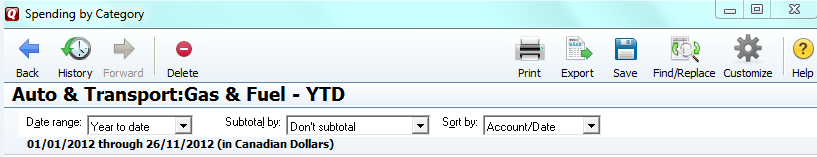 Spending by Category
Back History Forward Delete Print Export Save Find/Replace Customize Help
Auto & Transport:Gas & Fuel - YTD
Date range: Year to date Subtotal by: Don't subtotal Sort by: Account/Date
01/01/2012 through 26/11/2012 (in Canadian Dollars)